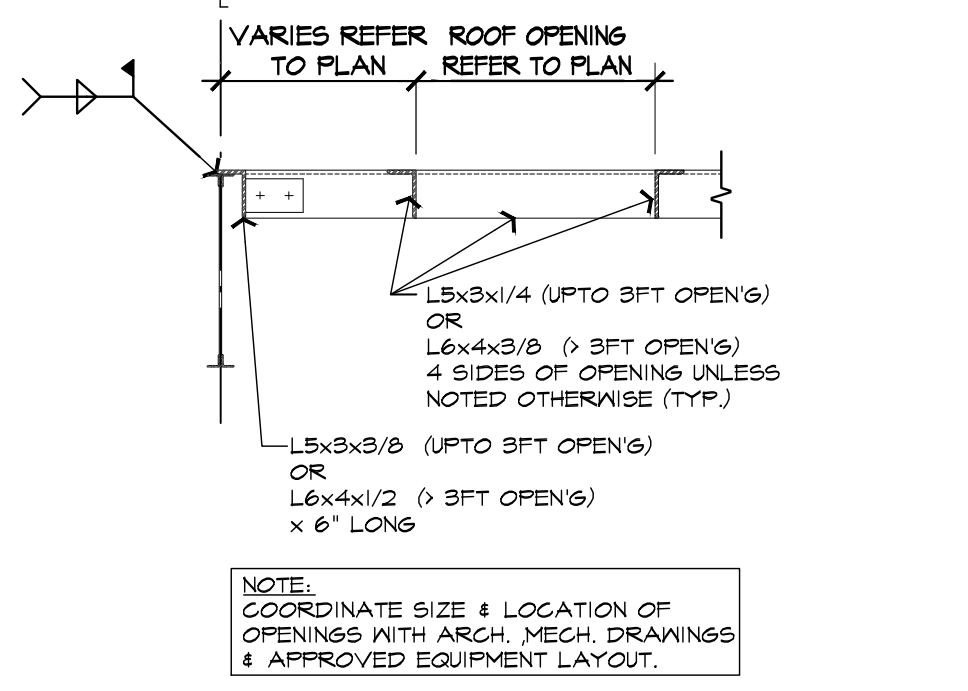 VARIES REFER
TO PLAN
ROOF OPENING
REFER TO PLAN
L5x3x1/4 (UPTO 3FT OPEN'G)
OR
L6x4x3/8 (> 3FT OPEN'G)
4 SIDES OF OPENING UNLESS
NOTED OTHERWISE (TYP.)
L5x3x3/8 (UPTO 3FT OPEN'G)
OR
L6x4x1/2 (> 3FT OPEN'G)
x 6" LONG
NOTE:
COORDINATE SIZE & LOCATION OF
OPENINGS WITH ARCH. ,MECH. DRAWINGS
& APPROVED EQUIPMENT LAYOUT.